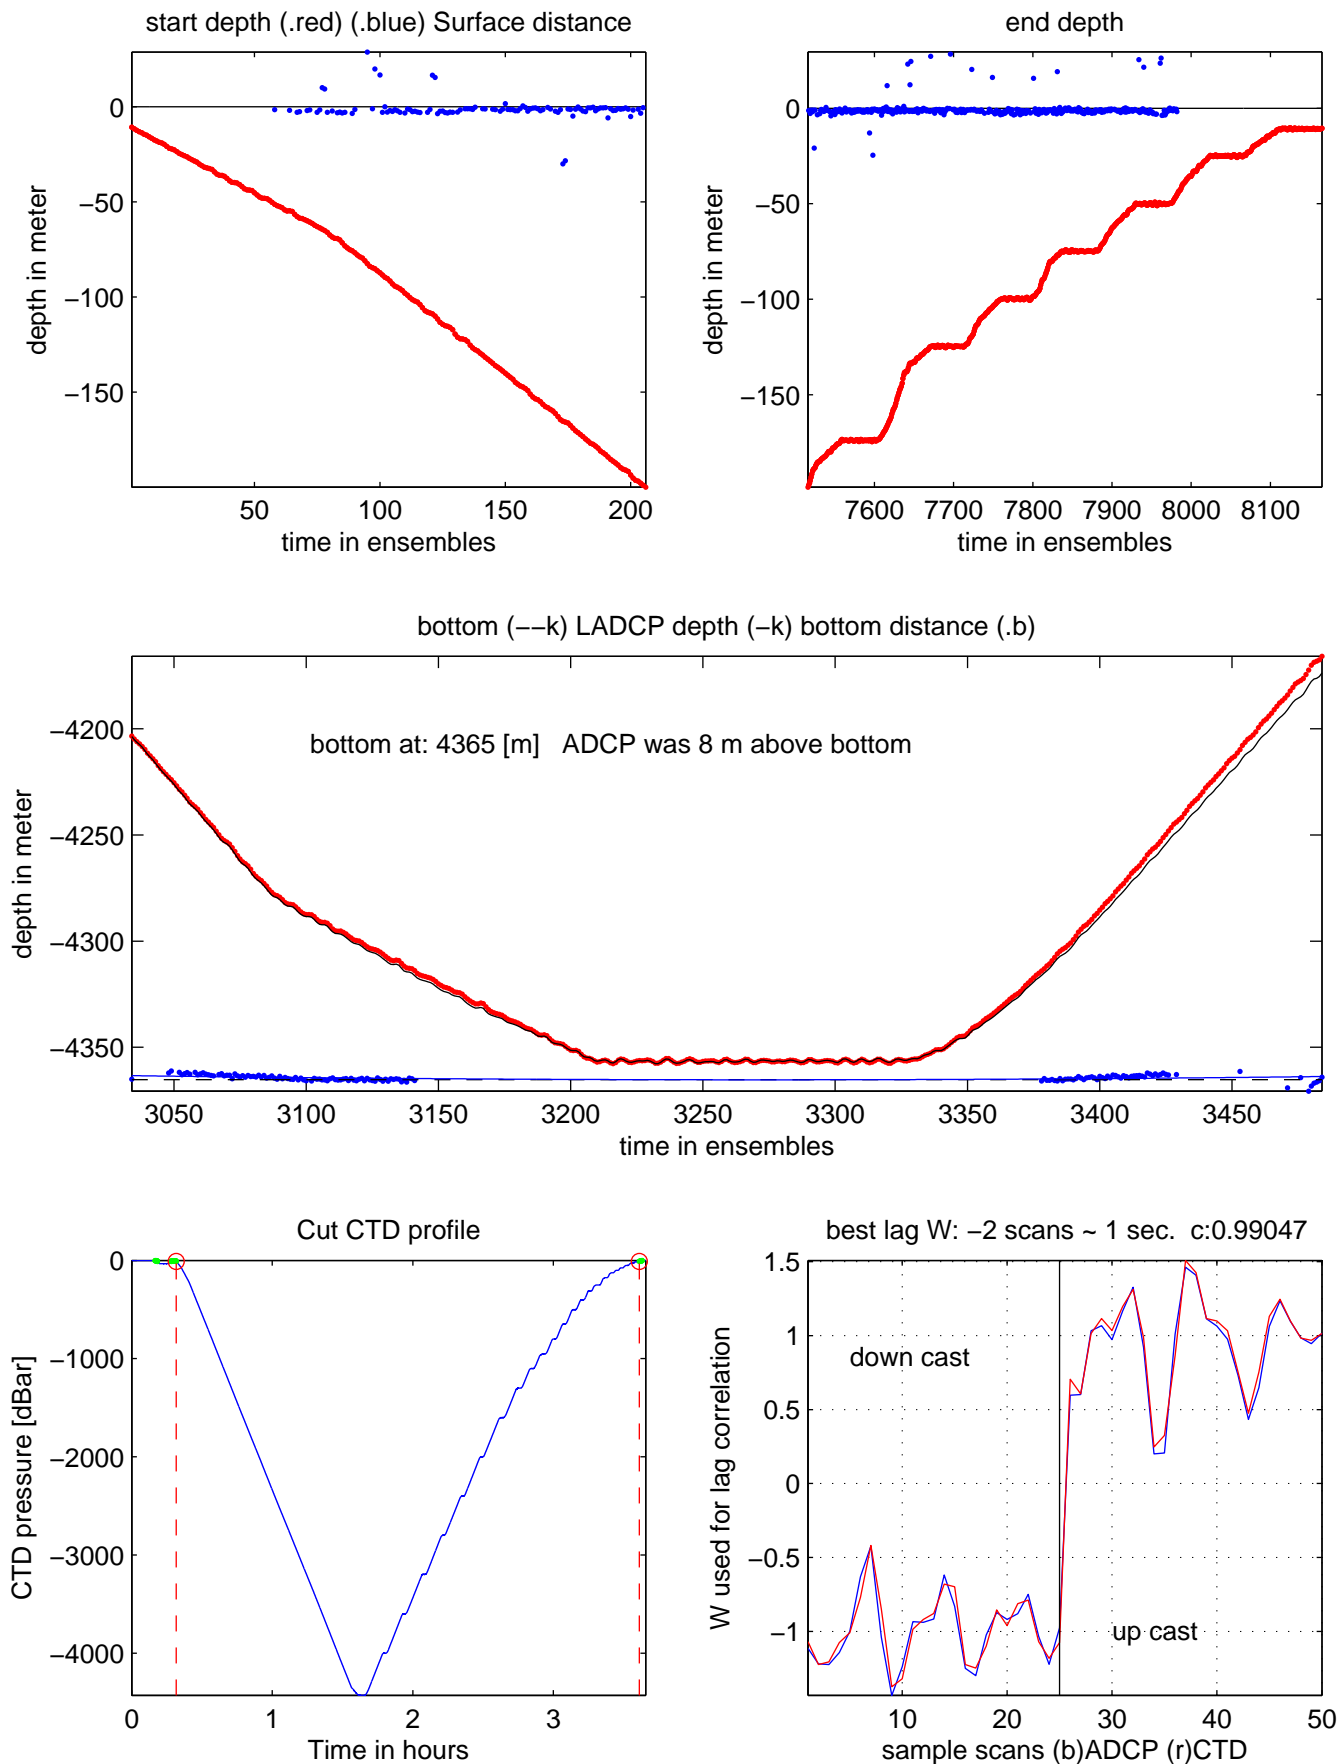 start depth (.red) (.blue) Surface distance
0
−50
−100
−150
depth in meter
50 100 150 200
time in ensembles
end depth
0
−50
−100
−150
depth in meter
7600 7700 7800 7900 8000 8100
time in ensembles
bottom (−−k) LADCP depth (−k) bottom distance (.b)
bottom at: 4365 [m] ADCP was 8 m above bottom
−4200
−4250
−4300
−4350
depth in meter
3050 3100 3150 3200 3250 3300 3350 3400 3450
time in ensembles
Cut CTD profile
0
−1000
−2000
−3000
−4000
CTD pressure [dBar]
0 1 2 3
Time in hours
best lag W: −2 scans ~ 1 sec. c:0.99047
1.5
1
0.5
0
−0.5
−1
W used for lag correlation
down cast
up cast
10 20 30 40 50
sample scans (b)ADCP (r)CTD